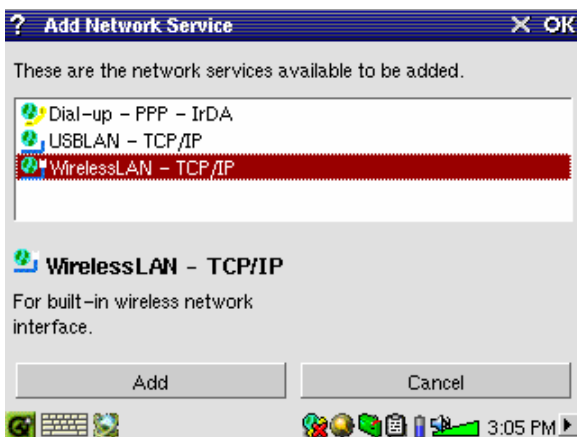 ? Add Network Service X OK
These are the network services available to be added.
Dial-up - PPP - IrDA
USBLAN - TCP/IP
WirelessLAN - TCP/IP
WirelessLAN - TCP/IP
For built-in wireless network
interface.
Add Cancel
3:05 PM